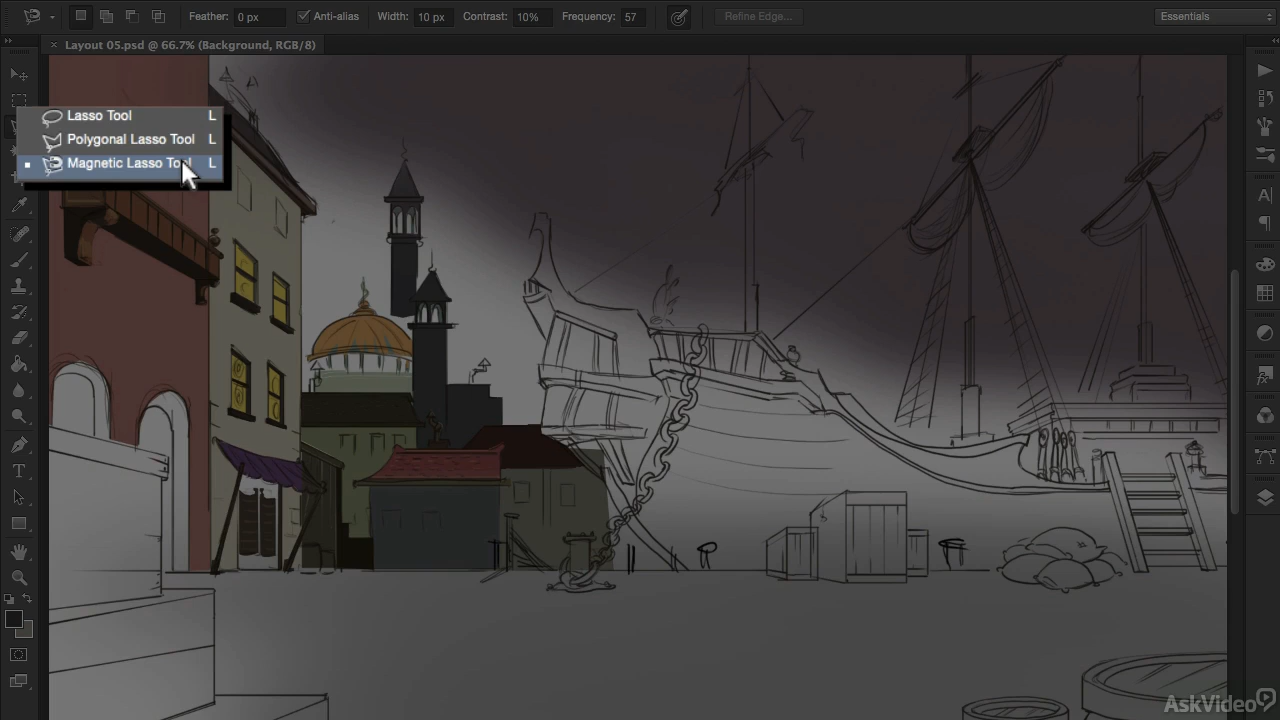 Feather: 0 px Anti-alias Width: 10 px Contrast: 10% Frequency: 57 Refine Edge... Essentials
× Layout 05.psd @ 66.7% (Background, RGB/8)
Lasso Tool L
Polygonal Lasso Tool L
Magnetic Lasso Tool L
AskVideo